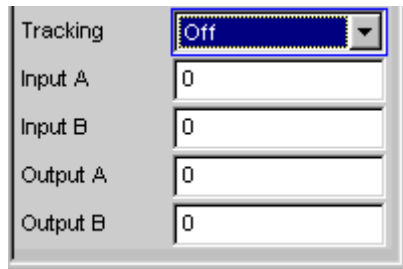 Tracking Off
Input A 0
Input B 0
Output A 0
Output B 0